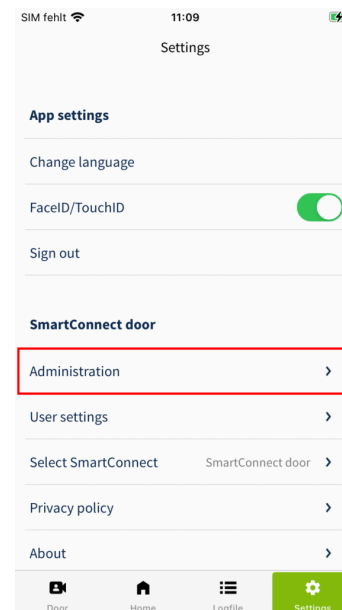 SIM fehlt 11:09
Settings
App settings
Change language
FaceID/TouchID
Sign out
SmartConnect door
Administration
User settings
Select SmartConnect SmartConnect door
Privacy policy
About
Door Home Logfile Settings